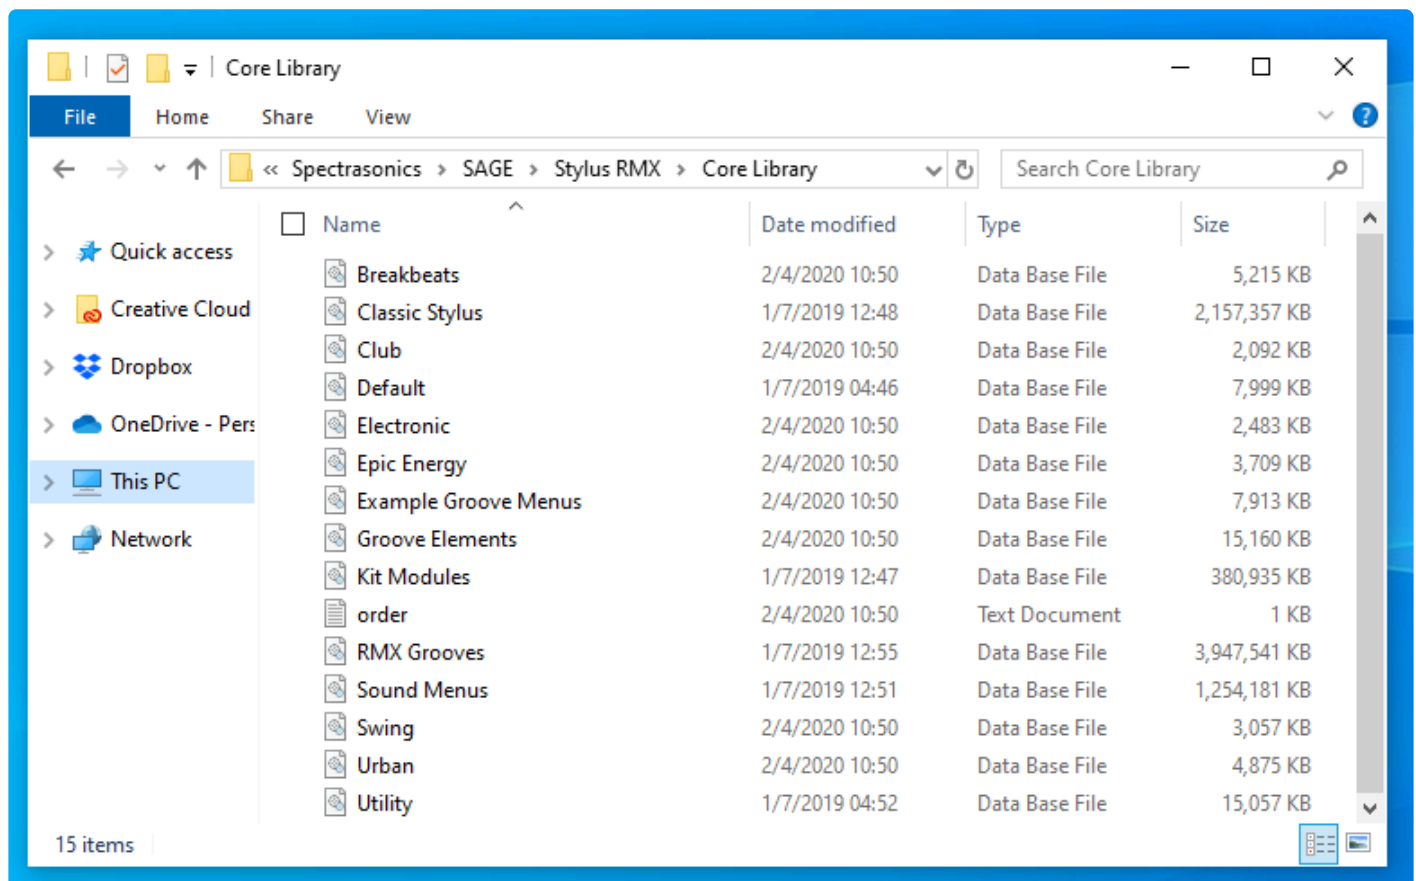 Core Library
File Home Share View
« Spectrasonics > SAGE > Stylus RMX > Core Library Search Core Library
Name Date modified Type Size
Quick access
Creative Cloud
Dropbox
OneDrive - Pers
This PC
Network
Breakbeats 2/4/2020 10:50 Data Base File 5,215 KB
Classic Stylus 1/7/2019 12:48 Data Base File 2,157,357 KB
Club 2/4/2020 10:50 Data Base File 2,092 KB
Default 1/7/2019 04:46 Data Base File 7,999 KB
Electronic 2/4/2020 10:50 Data Base File 2,483 KB
Epic Energy 2/4/2020 10:50 Data Base File 3,709 KB
Example Groove Menus 2/4/2020 10:50 Data Base File 7,913 KB
Groove Elements 2/4/2020 10:50 Data Base File 15,160 KB
Kit Modules 1/7/2019 12:47 Data Base File 380,935 KB
order 2/4/2020 10:50 Text Document 1 KB
RMX Grooves 1/7/2019 12:55 Data Base File 3,947,541 KB
Sound Menus 1/7/2019 12:51 Data Base File 1,254,181 KB
Swing 2/4/2020 10:50 Data Base File 3,057 KB
Urban 2/4/2020 10:50 Data Base File 4,875 KB
Utility 1/7/2019 04:52 Data Base File 15,057 KB
15 items